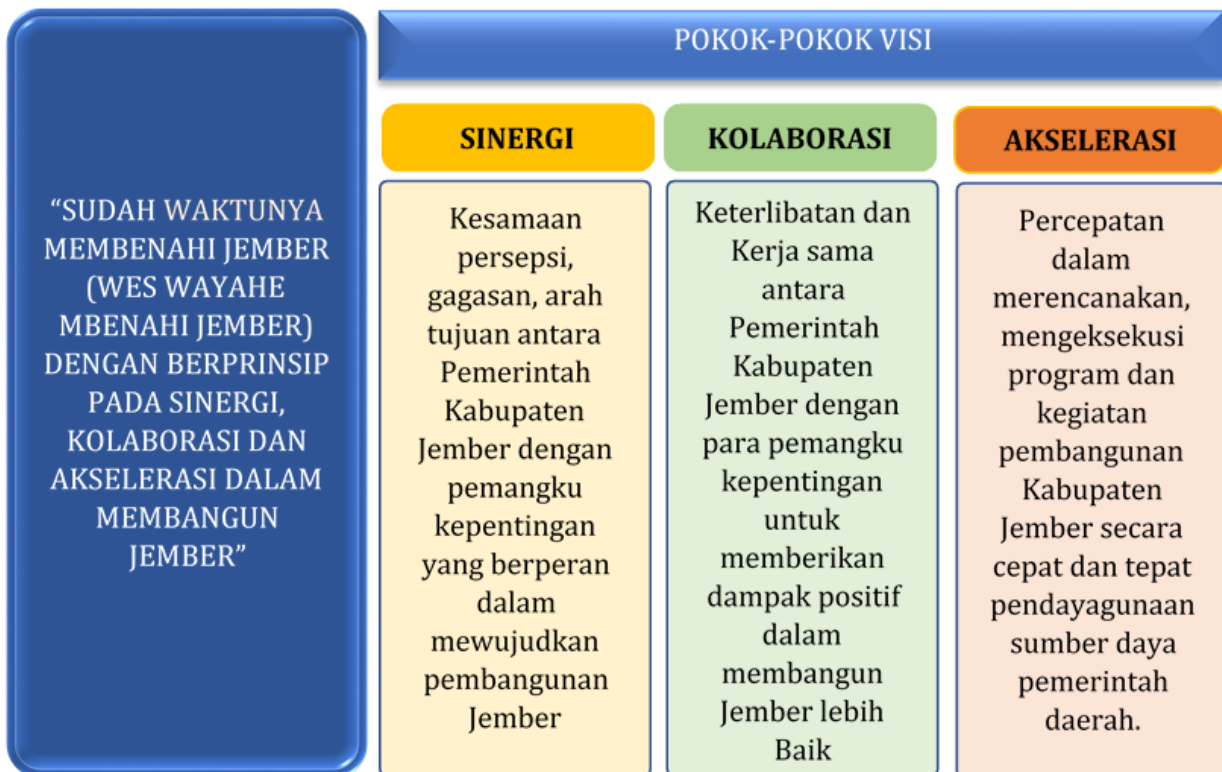 “SUDAH WAKTUNYA
MEMBENAHI JEMBER
(WES WAYAHE
MBENAHI JEMBER)
DENGAN BERPRINSIP
PADA SINERGI,
KOLABORASI DAN
AKSELERASI DALAM
MEMBANGUN
JEMBER”
POKOK-POKOK VISI
SINERGI
Kesamaan
persepsi,
gagasan, arah
tujuan antara
Pemerintah
Kabupaten
Jember dengan
pemangku
kepentingan
yang berperan
dalam
mewujudkan
pembangunan
Jember
KOLABORASI
Keterlibatan dan
Kerja sama
antara
Pemerintah
Kabupaten
Jember dengan
para pemangku
kepentingan
untuk
memberikan
dampak positif
dalam
membangun
Jember lebih
Baik
AKSELERASI
Percepatan
dalam
merencanakan,
mengeksekusi
program dan
kegiatan
pembangunan
Kabupaten
Jember secara
cepat dan tepat
pendayagunaan
sumber daya
pemerintah
daerah.